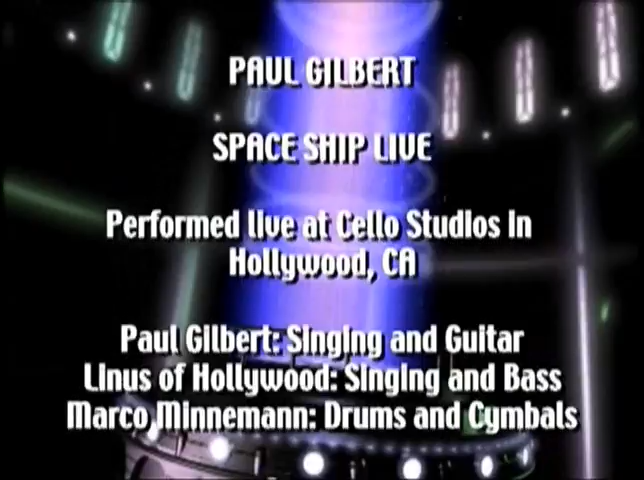 PAUL GILBERT
SPACE SHIP LIVE
Performed live at Cello Studios in
Hollywood, CA
Paul Gilbert: Singing and Guitar
Linus of Hollywood: Singing and Bass
Marco Minnemann: Drums and Cymbals